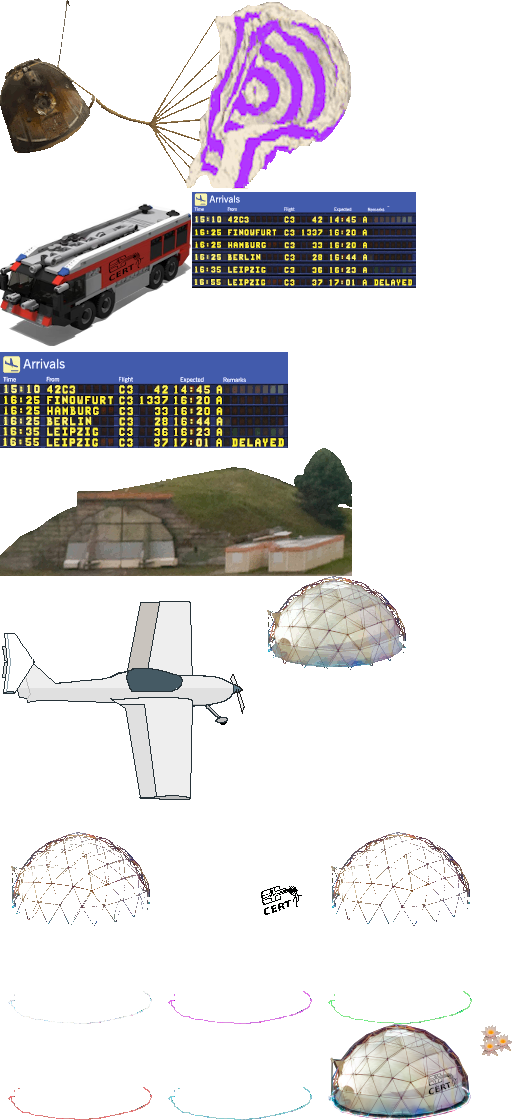 CERT
Arrivals
Time From Flight Expected Remarks
15:10 42C3 C3 42 14:45 A
16:25 FINOWFURT C3 1337 16:20 A
16:25 HAMBURG C3 33 16:20 A
16:25 BERLIN C3 28 16:44 A
16:35 LEIPZIG C3 36 16:23 A
16:55 LEIPZIG C3 37 17:01 A DELAYED
Arrivals
Time From Flight Expected Remarks
15:10 42C3 C3 42 14:45 A
16:25 FINOWFURT C3 1337 16:20 A
16:25 HAMBURG C3 33 16:20 A
16:25 BERLIN C3 28 16:44 A
16:35 LEIPZIG C3 36 16:23 A
16:55 LEIPZIG C3 37 17:01 A DELAYED
CERT
CERT